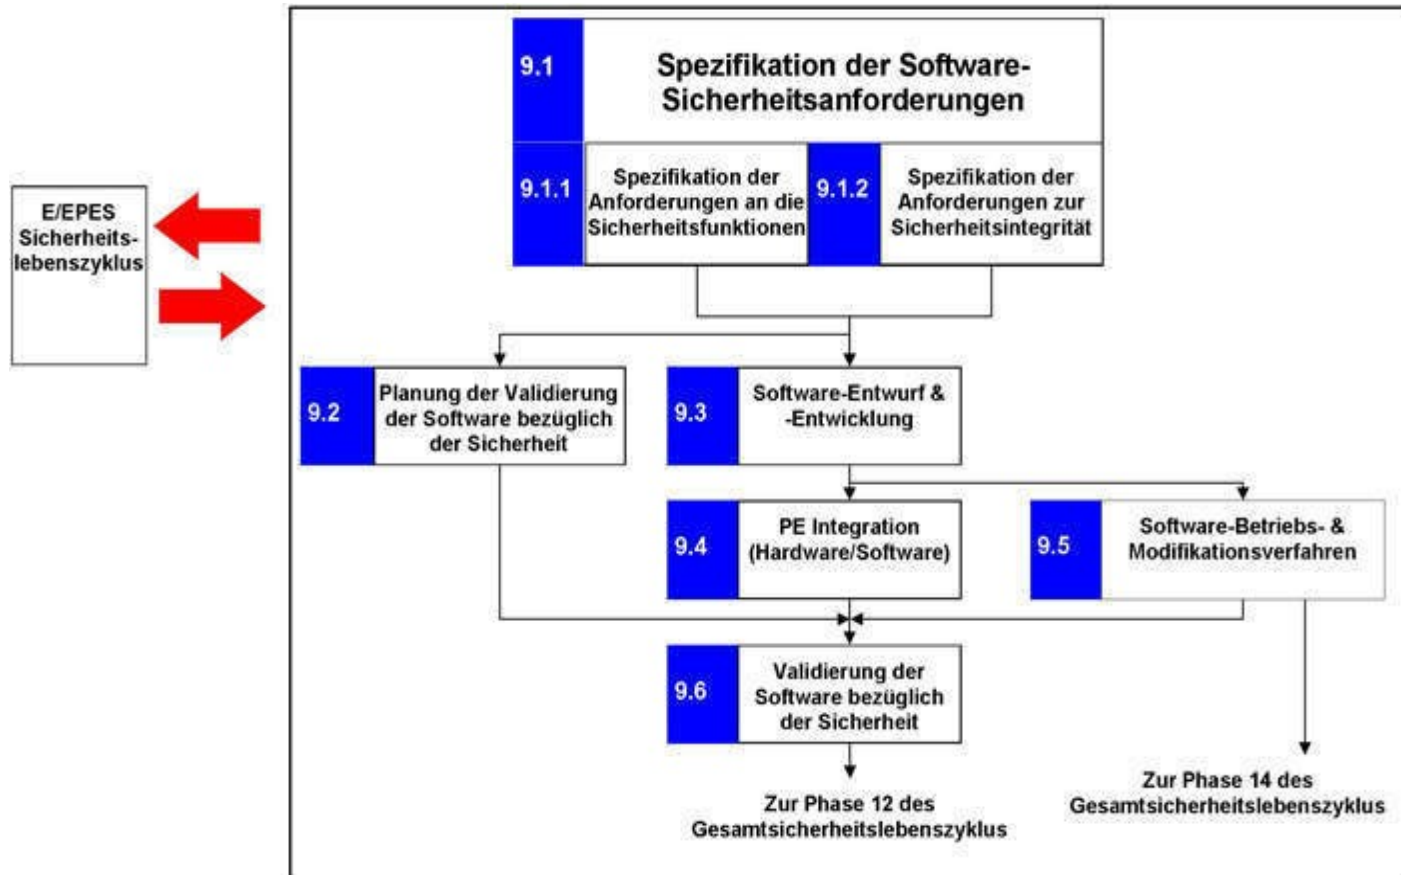 9.1
Spezifikation der Software-
Sicherheitsanforderungen
9.1.1
Spezifikation der
Anforderungen an die
Sicherheitsfunktionen
9.1.2
Spezifikation der
Anforderungen zur
Sicherheitsintegrität
E/EPES
Sicherheits-
lebenszyklus
9.2
Planung der Validierung
der Software bezüglich
der Sicherheit
9.3
Software-Entwurf &
-Entwicklung
9.4
PE Integration
(Hardware/Software)
9.5
Software-Betriebs- &
Modifikationsverfahren
9.6
Validierung der
Software bezüglich
der Sicherheit
Zur Phase 12 des
Gesamtsicherheitslebenszyklus
Zur Phase 14 des
Gesamtsicherheitslebenszyklus